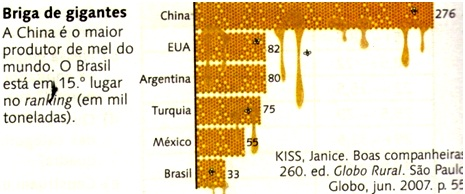 Briga de gigantes
A China é o maior
produtor de mel do
mundo. O Brasil
está em 15.º lugar
no ranking (em mil
toneladas).
China 276
EUA 82
Argentina 80
Turquia 75
México 55
Brasil 33
KISS, Janice. Boas companheiras
260. ed. Globo Rural. São Paulo
Globo, jun. 2007. p. 55